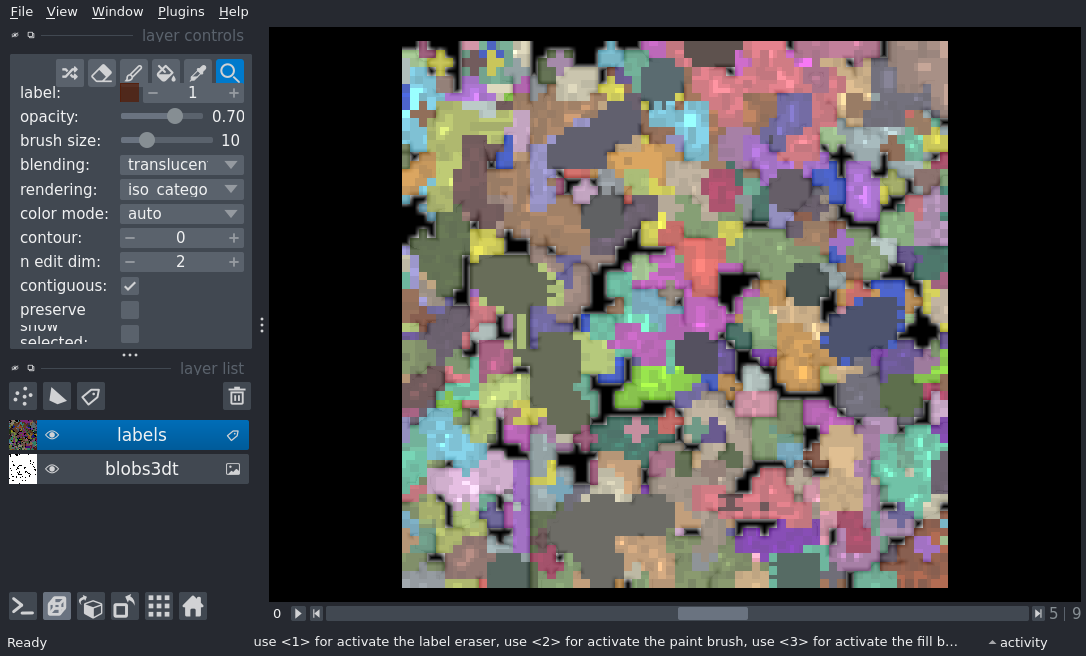 File View Window Plugins Help
layer controls
label: 1
opacity: 0.70
brush size: 10
blending: translucen
rendering: iso_catego
color mode: auto
contour: 0
n edit dim: 2
contiguous:
preserve
show
selected:
layer list
labels
blobs3dt
0 5 | 9
Ready use <1> for activate the label eraser, use <2> for activate the paint brush, use <3> for activate the fill b... activity